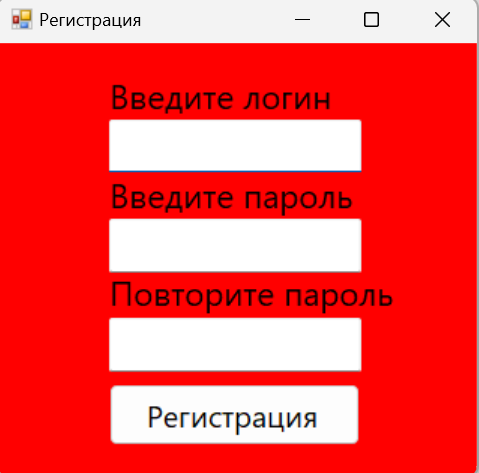 Регистрация
Введите логин
Введите пароль
Повторите пароль
Регистрация